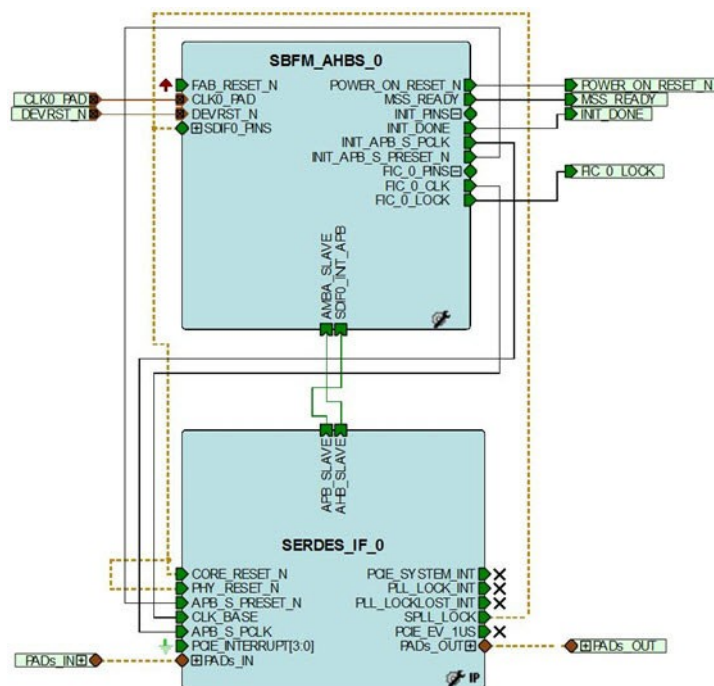 SBFM_AHBS_0
FAB_RESET_N
POWER_ON_RESET_N
POWER_ON_RESET_N
CLK0_PAD
CLK0_PAD
MSS_READY
MSS_READY
DEVRST_N
DEVRST_N
INIT_PINS
INIT_DONE
SDIF0_PINS
INIT_DONE
INIT_APB_S_PCLK
INIT_APB_S_PRESET_N
FIC_0_PINS
FIC_0_LOCK
FIC_0_CLK
FIC_0_LOCK
AMBA_SLAVE
SDIF0_INT_APB
APB_SLAVE
AHB_SLAVE
SERDES_IF_0
CORE_RESET_N
PCIE_SYSTEM_INT
PHY_RESET_N
PLL_LOCK_INT
APB_S_PRESET_N
PLL_LOCKLOST_INT
CLK_BASE
SPLL_LOCK
APB_S_PCLK
PCIE_EV_1US
PCIE_INTERRUPT[3:0]
PADs_OUT
PADs_OUT
PADs_IN
PADs_IN
IP